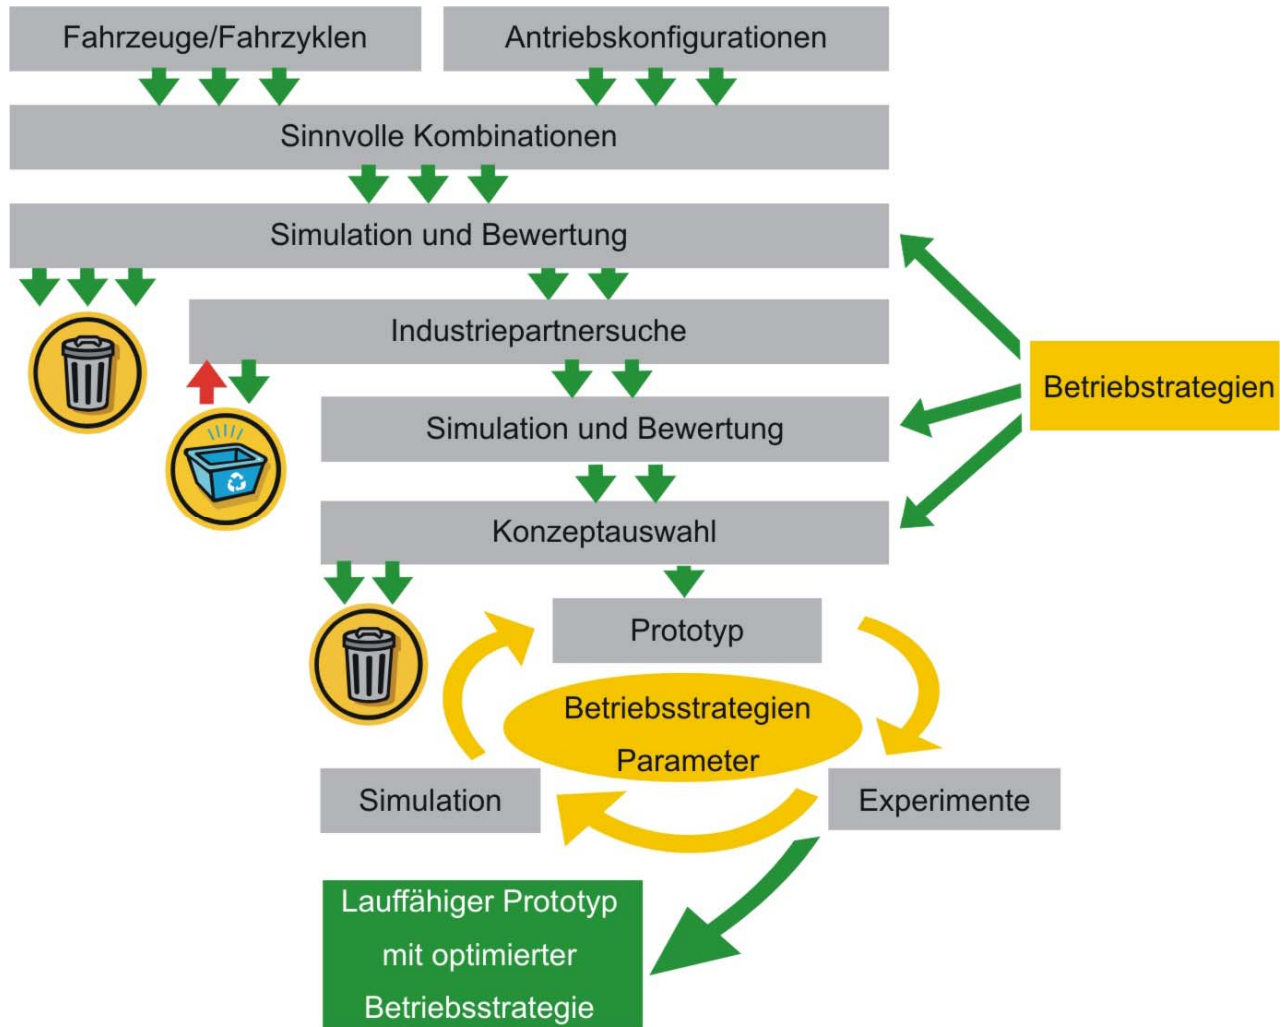 Fahrzeuge/Fahrzyklen
Antriebskonfigurationen
Sinnvolle Kombinationen
Simulation und Bewertung
Industriepartnersuche
Betriebstrategien
Simulation und Bewertung
Konzeptauswahl
Prototyp
Betriebsstrategien
Parameter
Simulation
Experimente
Lauffähiger Prototyp
mit optimierter
Betriebsstrategie